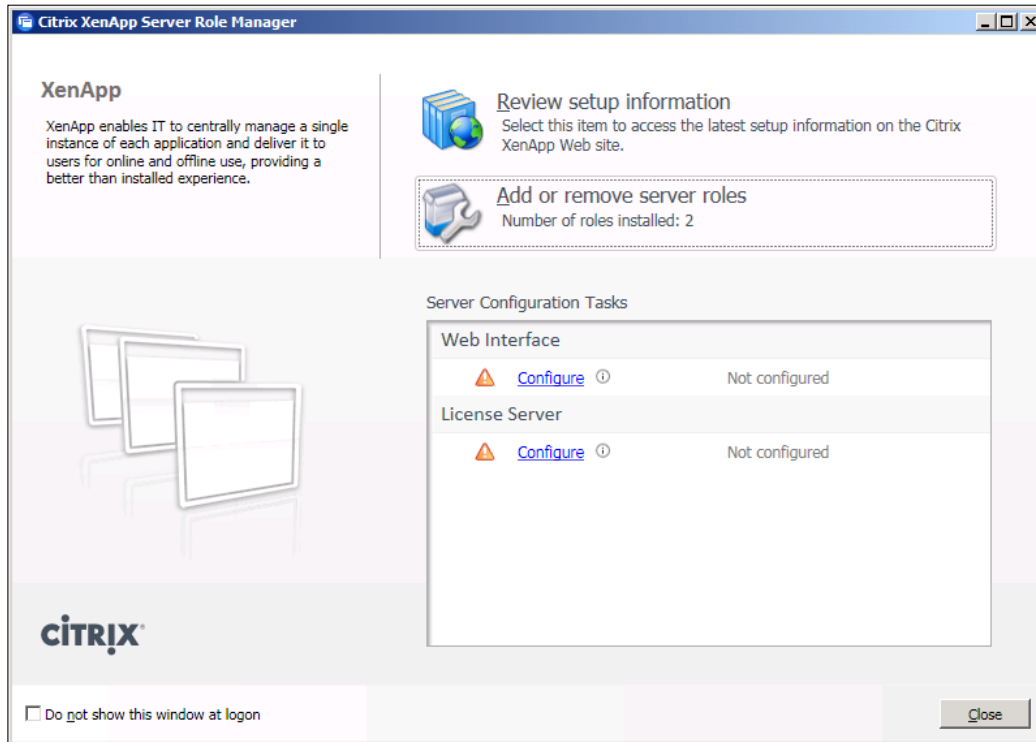 Citrix XenApp Server Role Manager
XenApp
XenApp enables IT to centrally manage a single
instance of each application and deliver it to
users for online and offline use, providing a
better than installed experience.
Review setup information
Select this item to access the latest setup information on the Citrix
XenApp Web site.
Add or remove server roles
Number of roles installed: 2
Server Configuration Tasks
Web Interface
Configure Not configured
License Server
Configure Not configured
CITRIX
Do not show this window at logon
Close